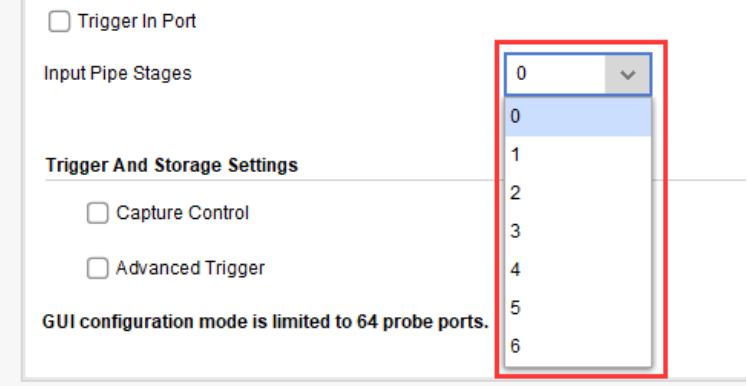 Trigger In Port
Input Pipe Stages
0
0
1
Trigger And Storage Settings
2
Capture Control
3
Advanced Trigger
4
5
GUI configuration mode is limited to 64 probe ports.
6